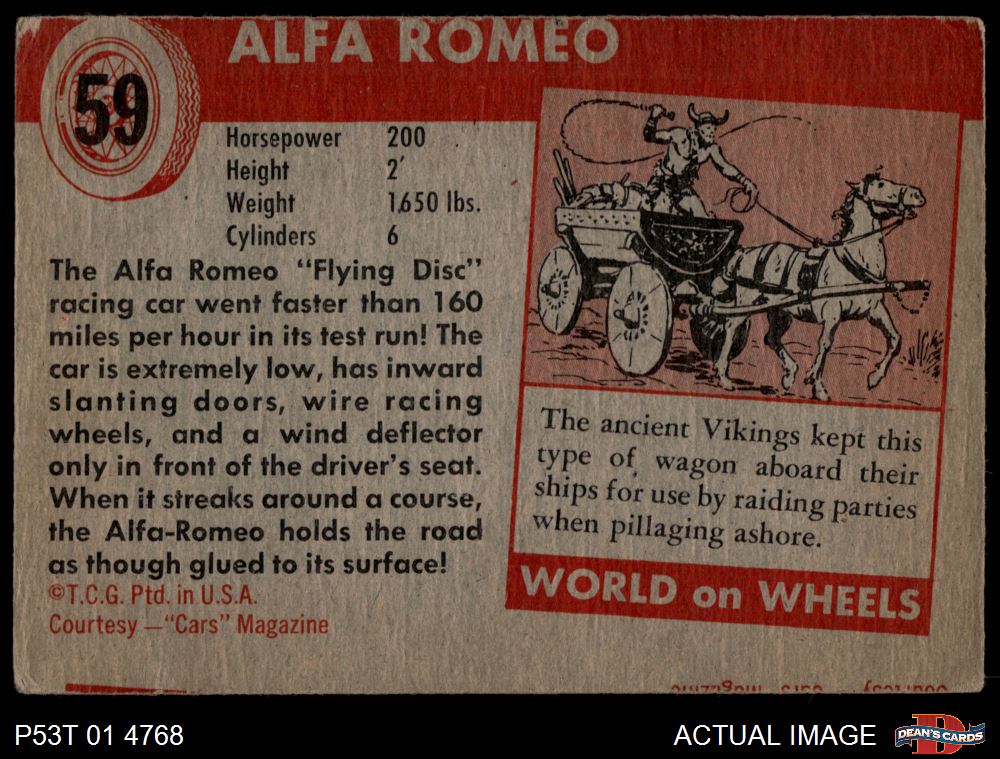 ALFA ROMEO
59
Horsepower 200
Height 2'
Weight 1650 lbs.
Cylinders 6
The Alfa Romeo "Flying Disc"
racing car went faster than 160
miles per hour in its test run! The
car is extremely low, has inward
slanting doors, wire racing
wheels, and a wind deflector
only in front of the driver's seat.
When it streaks around a course,
the Alfa-Romeo holds the road
as though glued to its surface!
©T.C.G. Ptd. in U.S.A.
Courtesy —"Cars" Magazine
The ancient Vikings kept this
type of wagon aboard their
ships for use by raiding parties
when pillaging ashore.
WORLD on WHEELS
P53T 01 4768
ACTUAL IMAGE
D
DEAN'S CARDS